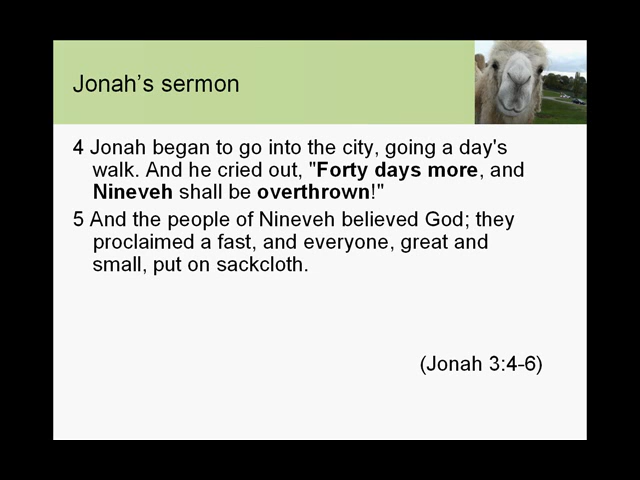 Jonah’s sermon
4 Jonah began to go into the city, going a day's
walk. And he cried out, "Forty days more, and
Nineveh shall be overthrown!"
5 And the people of Nineveh believed God; they
proclaimed a fast, and everyone, great and
small, put on sackcloth.
(Jonah 3:4-6)